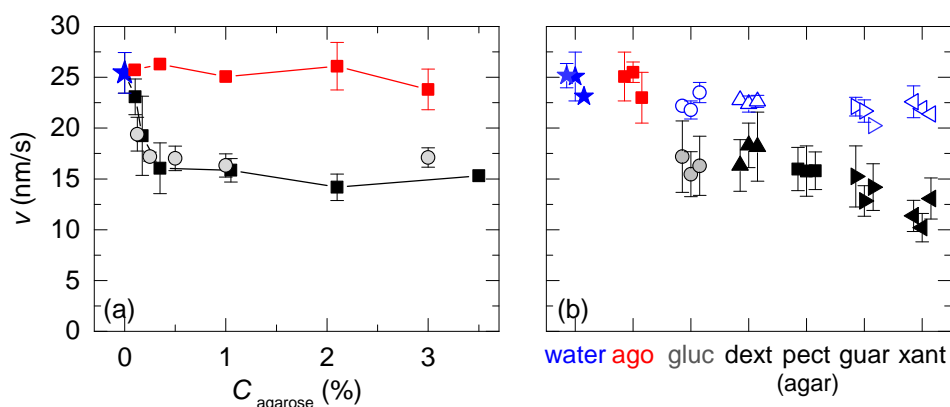 30
25
20
15
10
5
0
v (nm/s)
(a)
0 1 2 3
C agarose (%)
(b)
water ago gluc dext pect guar xant
(agar)